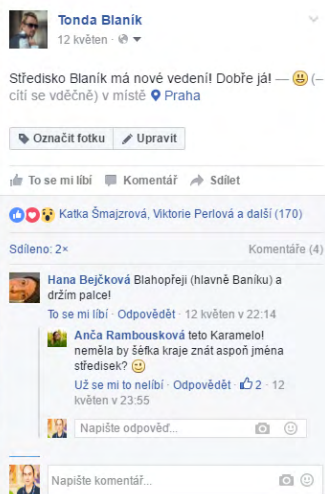 Tonda Blaník
12 květen ·
Středisko Blaník má nové vedení! Dobře já! — 😃 (–
cítí se vděčně) v místě Praha
Označit fotku Upravit
To se mi líbí Komentář Sdílet
Katka Šmajzrová, Viktorie Perlová a další (170)
Sdíleno: 2× Komentáře (4)
Hana Bejčková Blahopřeji (hlavně Baníku) a
držím palce!
To se mi líbí · Odpovědět · 12 květen v 22:14
Anča Rambousková teto Karamelo!
neměla by šéfka kraje znát aspoň jména
středisek? 🙂
Už se mi to nelíbí · Odpovědět · 2 · 12
květen v 23:55
Napište odpověď...
Napište komentář...